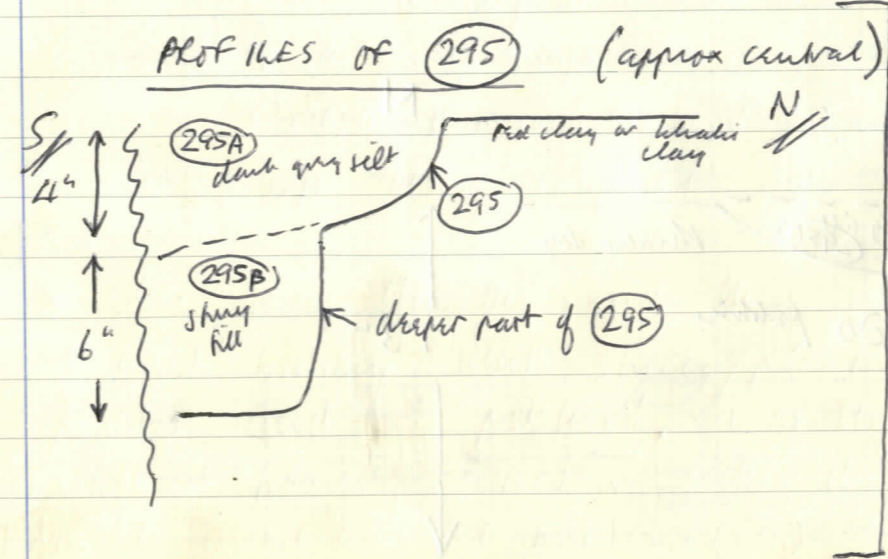 PROFILES OF 295 (approx central)
S
N
4"
295A
dark grey silt
red clay or
clay
295
295B
stony
fill
6"
deeper part of 295